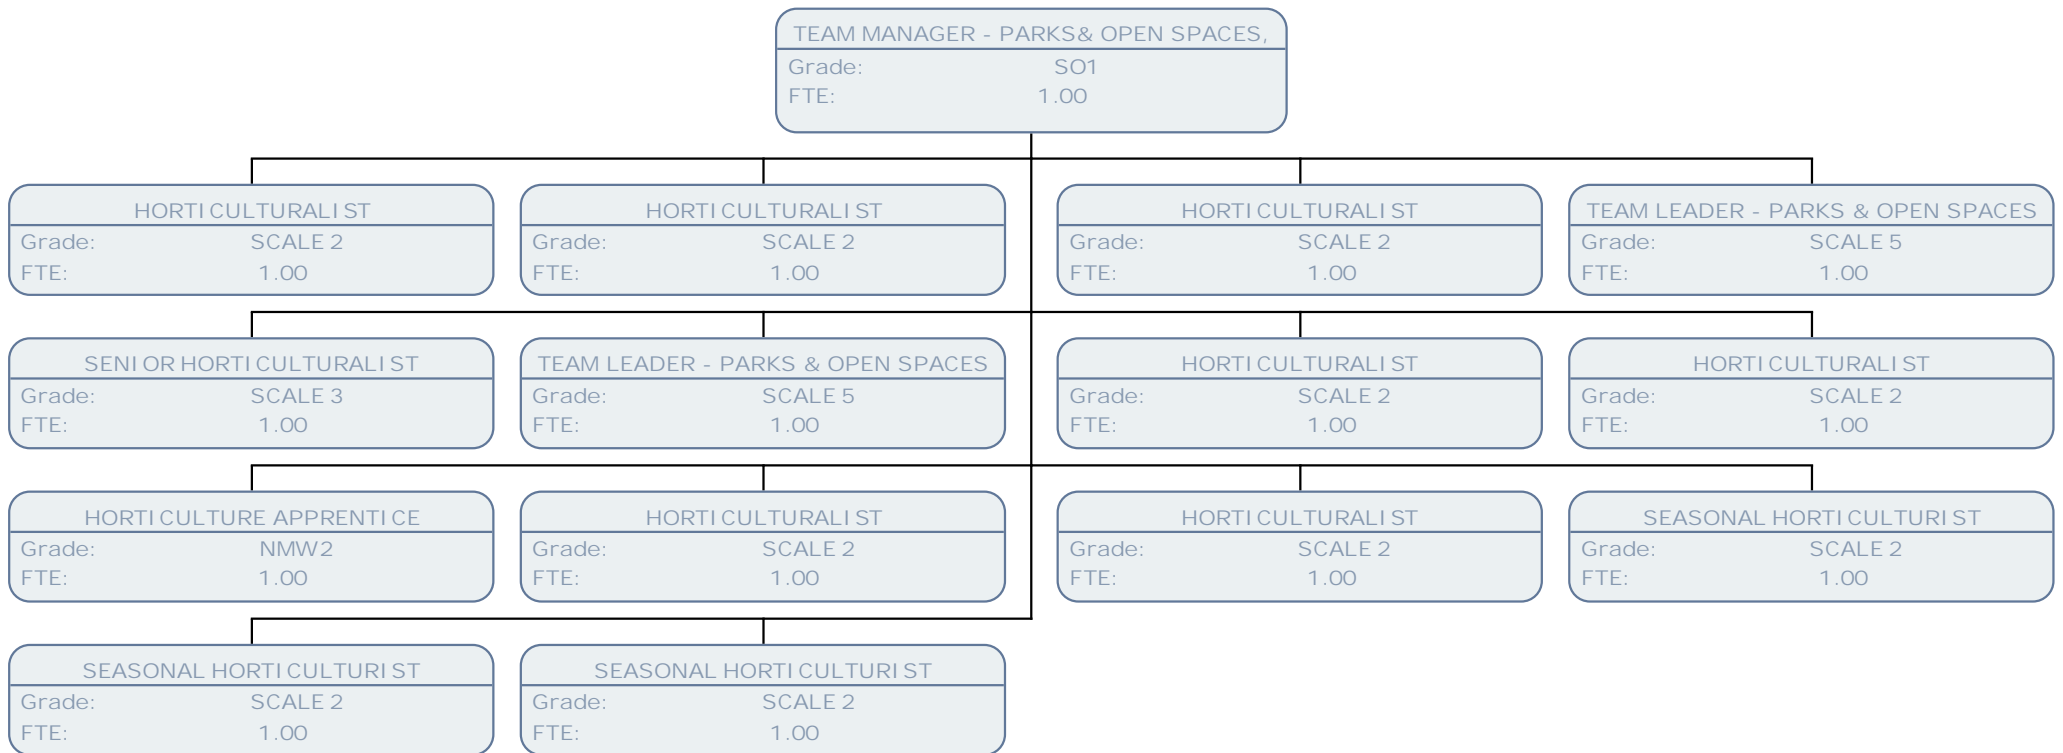 TEAM MANAGER - PARKS& OPEN SPACES,
Grade: SO1
FTE: 1.00
HORTICULTURALIST
Grade: SCALE 2
FTE: 1.00
HORTICULTURALIST
Grade: SCALE 2
FTE: 1.00
HORTICULTURALIST
Grade: SCALE 2
FTE: 1.00
TEAM LEADER - PARKS & OPEN SPACES
Grade: SCALE 5
FTE: 1.00
SENIOR HORTICULTURALIST
Grade: SCALE 3
FTE: 1.00
TEAM LEADER - PARKS & OPEN SPACES
Grade: SCALE 5
FTE: 1.00
HORTICULTURALIST
Grade: SCALE 2
FTE: 1.00
HORTICULTURALIST
Grade: SCALE 2
FTE: 1.00
HORTICULTURE APPRENTICE
Grade: NMW2
FTE: 1.00
HORTICULTURALIST
Grade: SCALE 2
FTE: 1.00
HORTICULTURALIST
Grade: SCALE 2
FTE: 1.00
SEASONAL HORTICULTURIST
Grade: SCALE 2
FTE: 1.00
SEASONAL HORTICULTURIST
Grade: SCALE 2
FTE: 1.00
SEASONAL HORTICULTURIST
Grade: SCALE 2
FTE: 1.00